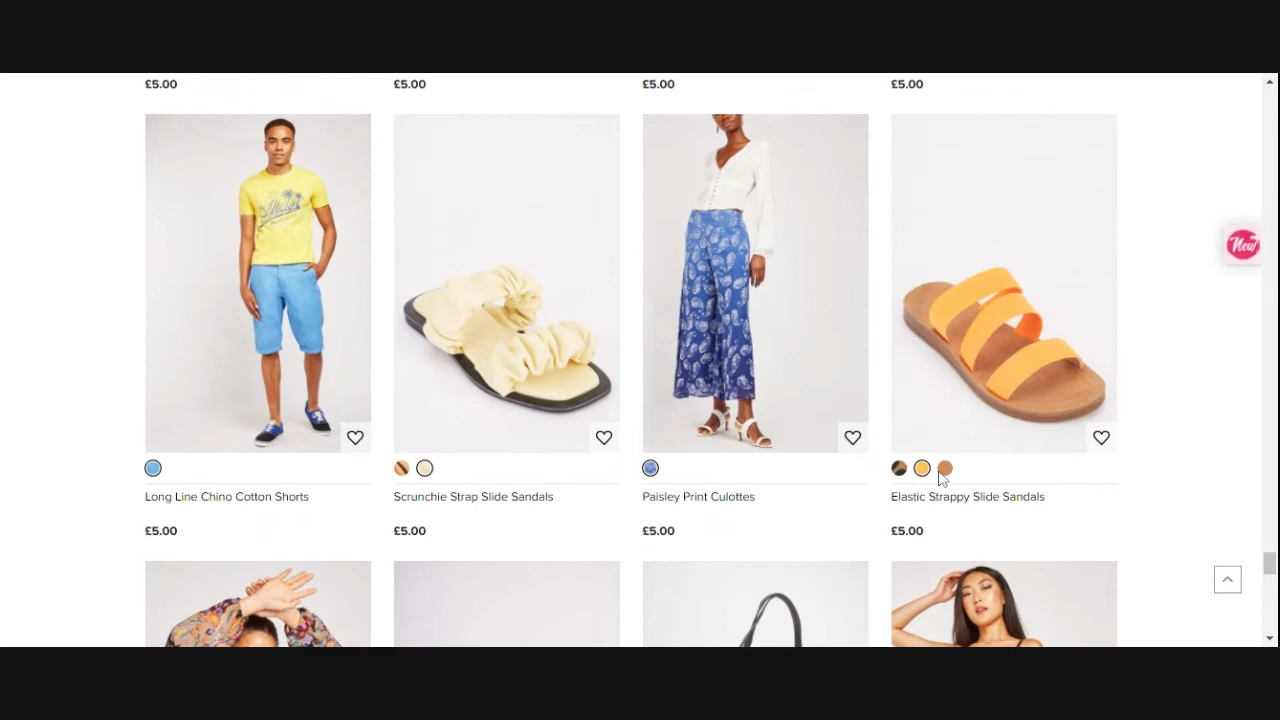 £5.00 £5.00 £5.00 £5.00
New
Long Line Chino Cotton Shorts Scrunchie Strap Slide Sandals Paisley Print Culottes Elastic Strappy Slide Sandals
£5.00 £5.00 £5.00 £5.00